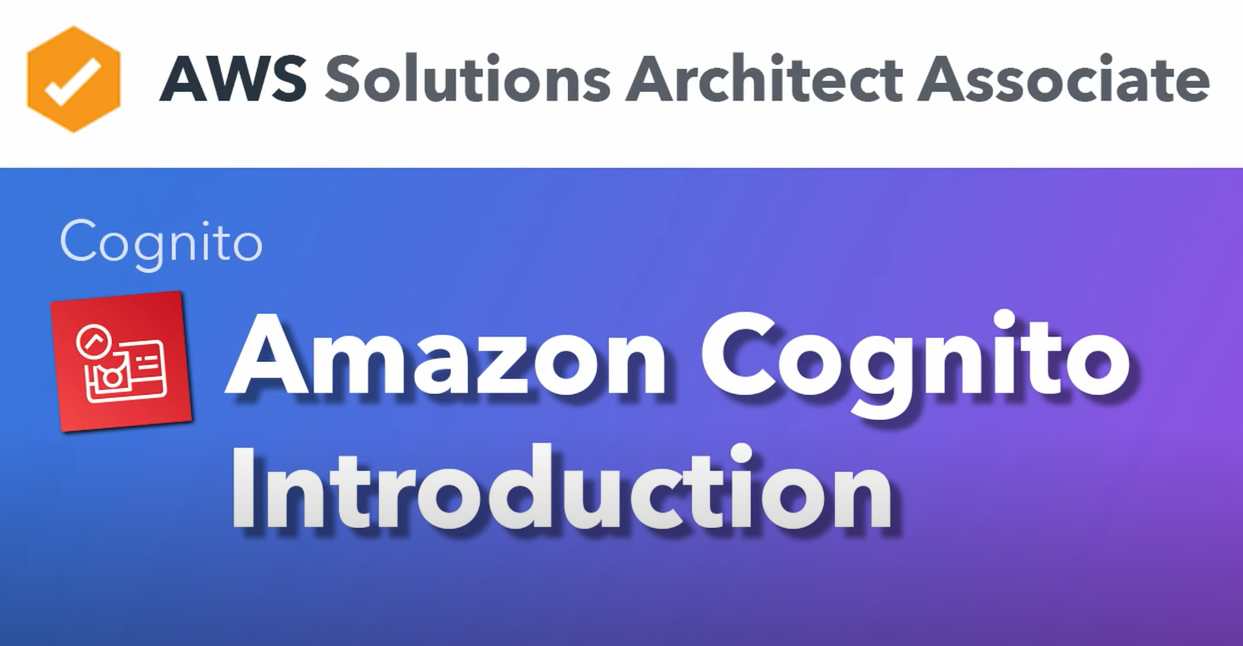 AWS Solutions Architect Associate
Cognito
Amazon Cognito
Introduction